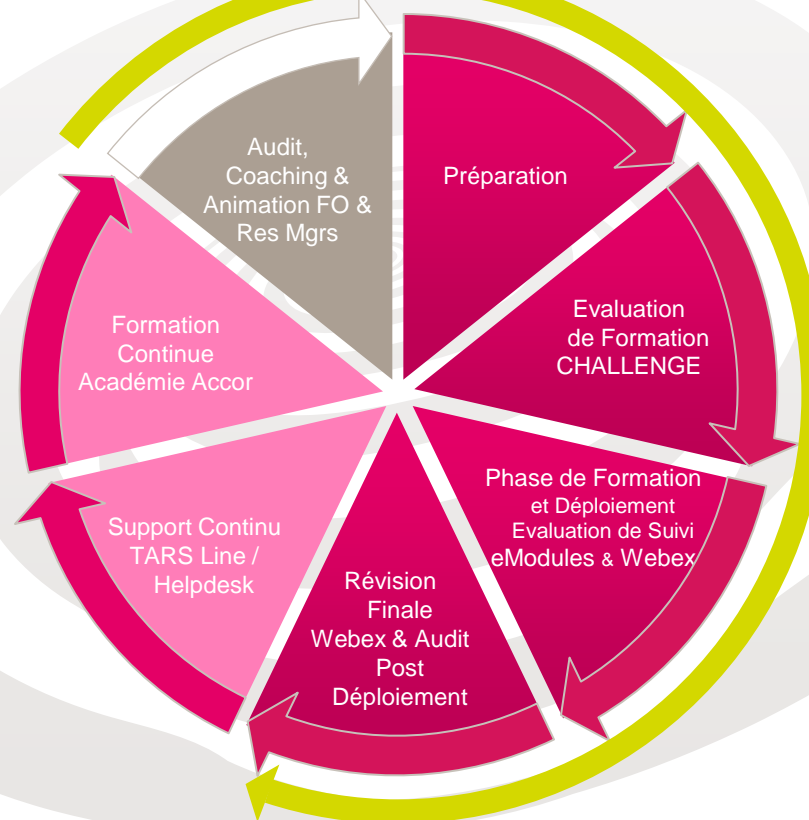 Préparation
Evaluation
de Formation
CHALLENGE
Phase de Formation
et Déploiement
Evaluation de Suivi
eModules & Webex
Révision
Finale
Webex & Audit
Post
Déploiement
Support Continu
TARS Line /
Helpdesk
Formation
Continue
Académie Accor
Audit,
Coaching &
Animation FO &
Res Mgrs